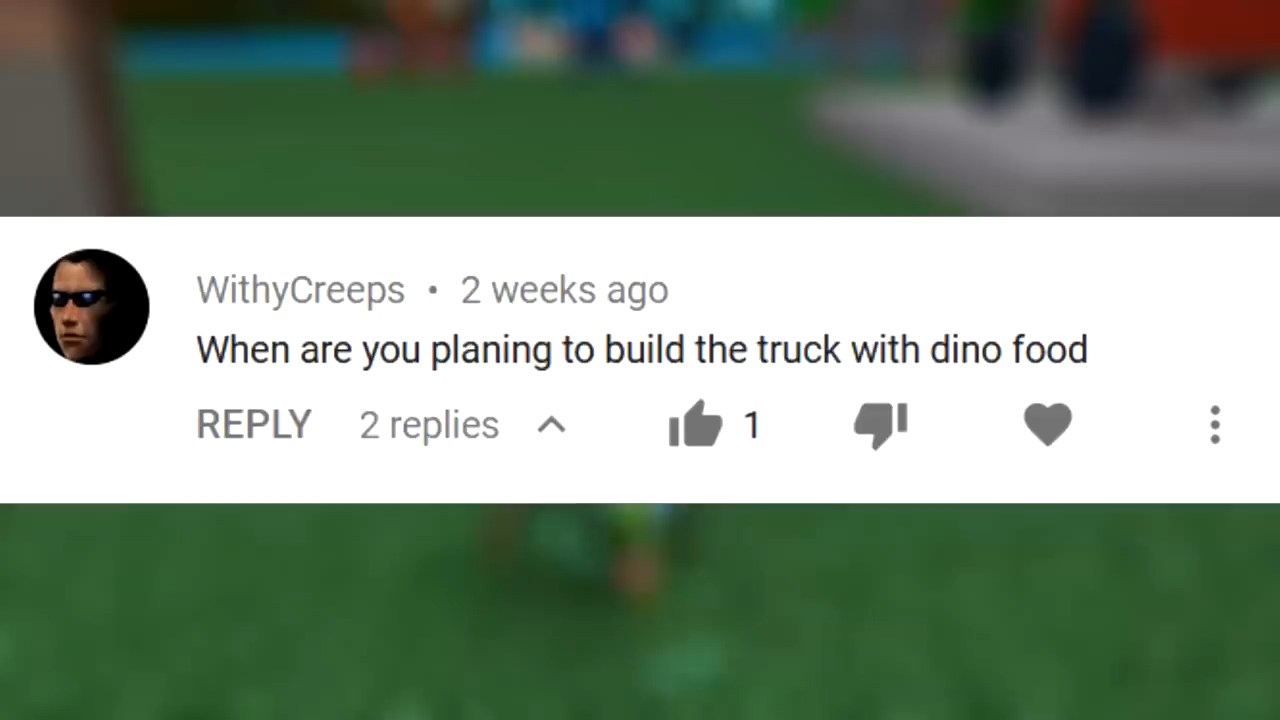 WithyCreeps • 2 weeks ago
When are you planing to build the truck with dino food
REPLY 2 replies 1